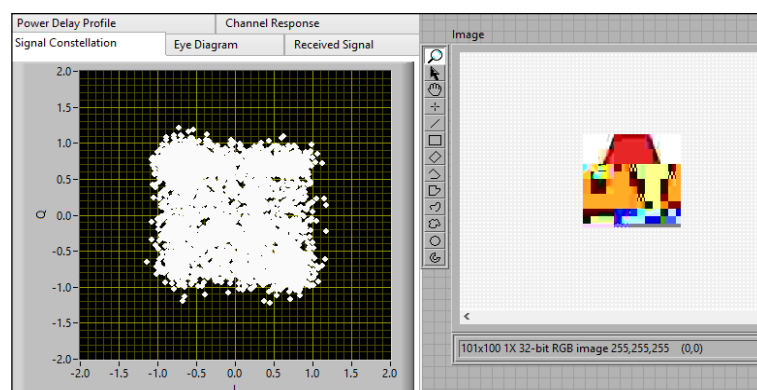 Power Delay Profile
Channel Response
Signal Constellation
Eye Diagram
Received Signal
Image
2.0
1.5
1.0
0.5
0.0
-0.5
-1.0
-1.5
-2.0
Q
-2.0 -1.5 -1.0 -0.5 0.0 0.5 1.0 1.5 2.0
I
<
101x100 1X 32-bit RGB image 255,255,255 (0,0)